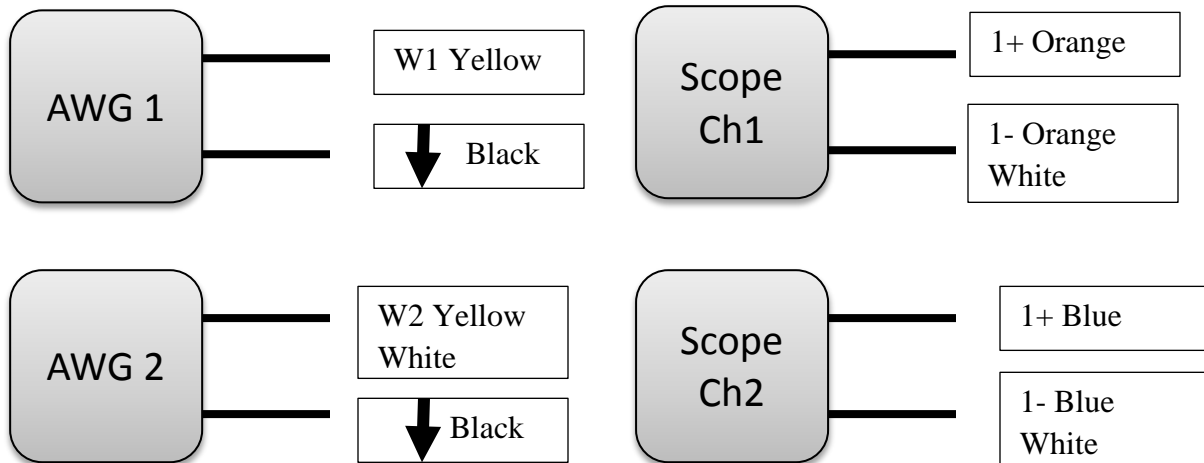 AWG 1
W1 Yellow
Black
Scope
Ch1
1+ Orange
1- Orange
White
AWG 2
W2 Yellow
White
Black
Scope
Ch2
1+ Blue
1- Blue
White